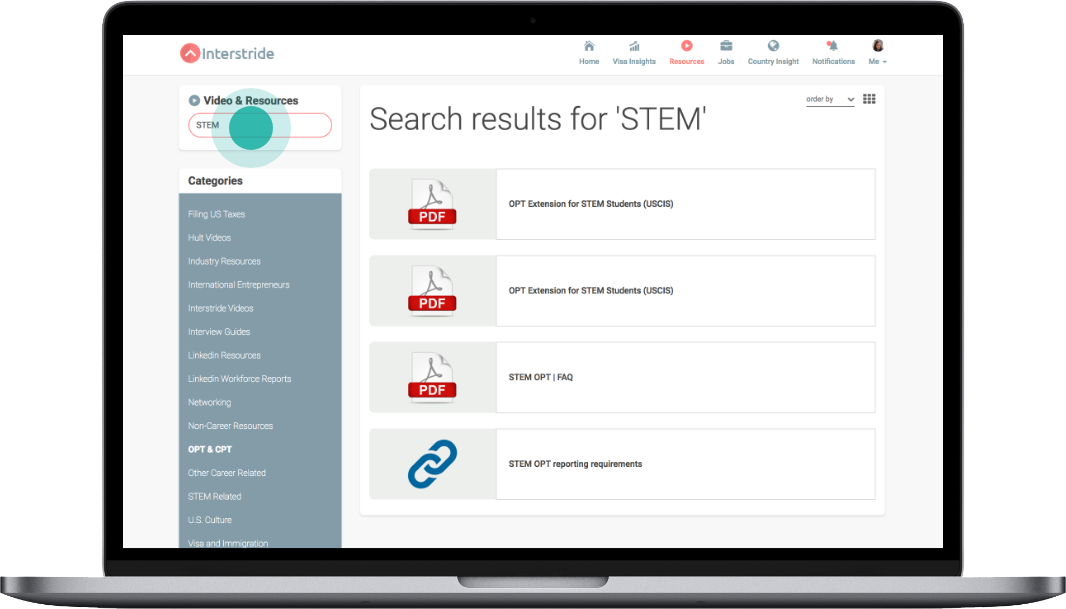 Interstride
Home
Visa Insights
Resources
Jobs
Country Insight
Notifications
Me
Video & Resources
STEM
Categories
Filing US Taxes
Hult Videos
Industry Resources
International Entrepreneurs
Interstride Videos
Interview Guides
Linkedin Resources
Linkedin Workforce Reports
Networking
Non-Career Resources
OPT & CPT
Other Career Related
STEM Related
U.S. Culture
Visa and Immigration
order by
Search results for 'STEM'
PDF
OPT Extension for STEM Students (USCIS)
PDF
OPT Extension for STEM Students (USCIS)
PDF
STEM OPT | FAQ
STEM OPT reporting requirements